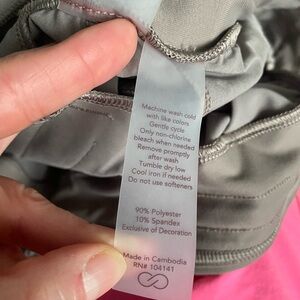 Machine wash cold
with like colors
Gentle cycle
Only non-chlorine
bleach when needed
Remove promptly
after wash
Tumble dry low
Cool iron if needed
Do not use softeners
90% Polyester
10% Spandex
Exclusive of Decoration
Made in Cambodia
RN# 104141